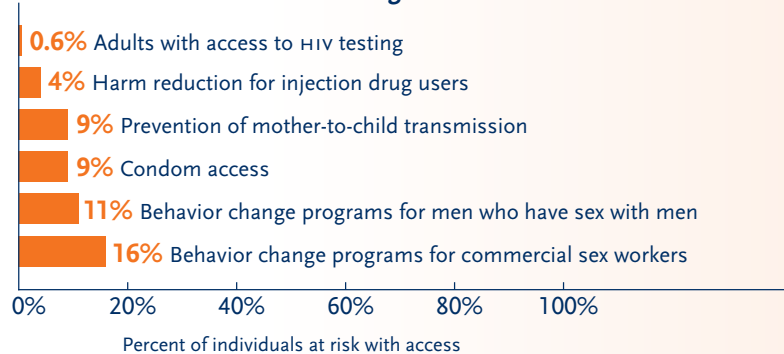 0.6% Adults with access to HIV testing
4% Harm reduction for injection drug users
9% Prevention of mother-to-child transmission
9% Condom access
11% Behavior change programs for men who have sex with men
16% Behavior change programs for commercial sex workers
0% 20% 40% 60% 80% 100%
Percent of individuals at risk with access